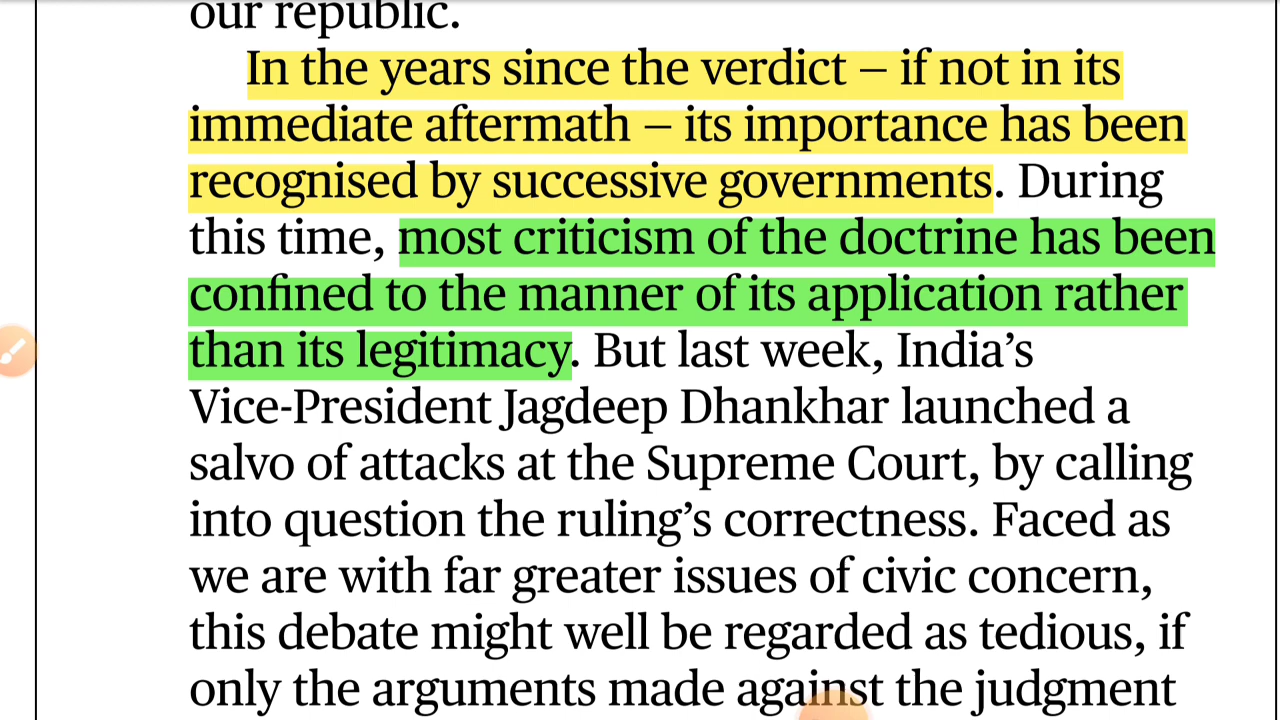 our republic.
In the years since the verdict – if not in its
immediate aftermath – its importance has been
recognised by successive governments. During
this time, most criticism of the doctrine has been
confined to the manner of its application rather
than its legitimacy. But last week, India’s
Vice-President Jagdeep Dhankhar launched a
salvo of attacks at the Supreme Court, by calling
into question the ruling’s correctness. Faced as
we are with far greater issues of civic concern,
this debate might well be regarded as tedious, if
only the arguments made against the judgment